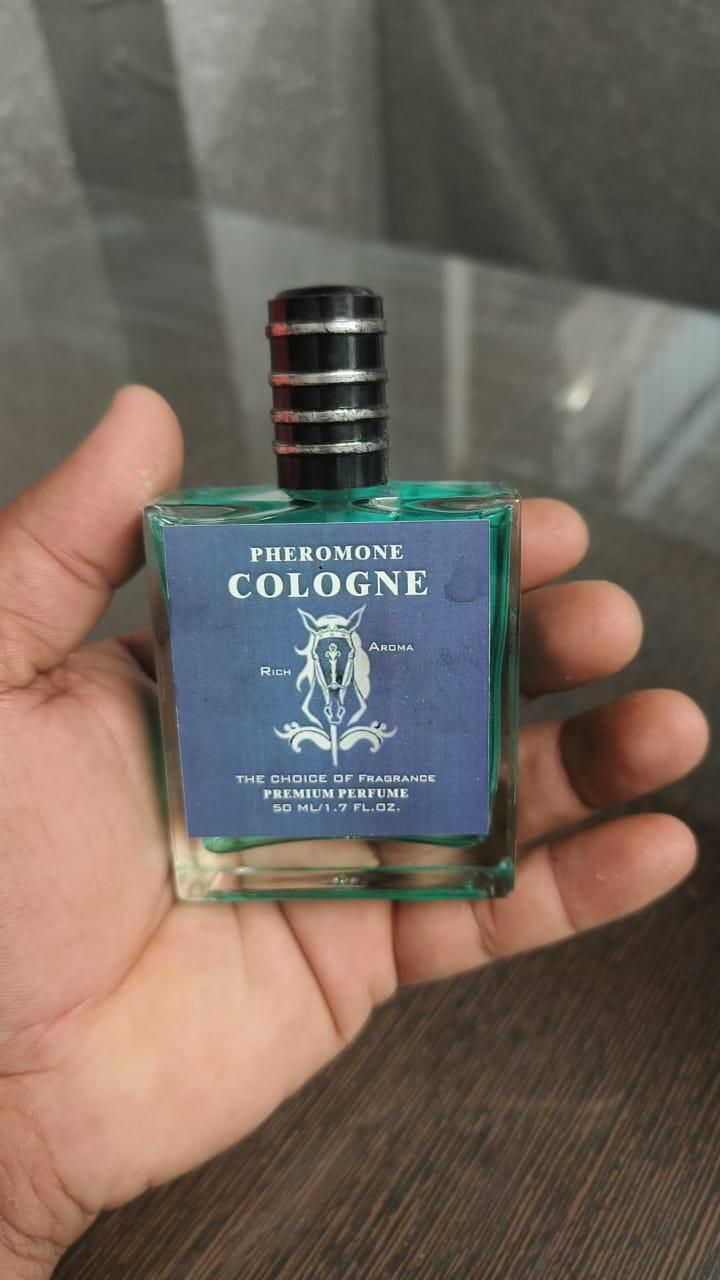 PHEROMONE
COLOGNE
AROMA
RICH
THE CHOICE OF FRAGRANCE
PREMIUM PERFUME
50 ML/1.7 FL.OZ.